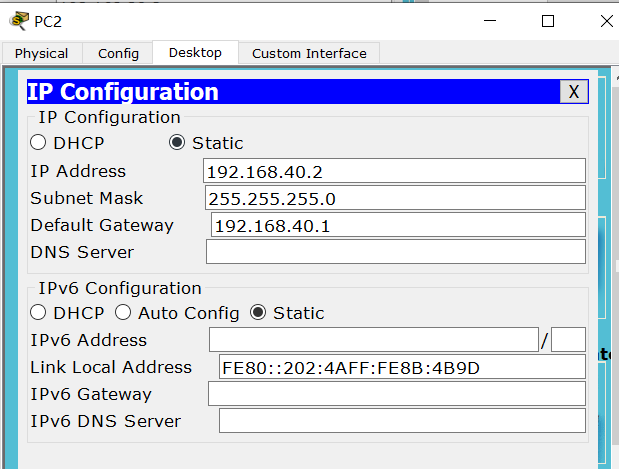 PC2
Physical Config Desktop Custom Interface
IP Configuration X
IP Configuration
DHCP Static
IP Address 192.168.40.2
Subnet Mask 255.255.255.0
Default Gateway 192.168.40.1
DNS Server
IPv6 Configuration
DHCP Auto Config Static
IPv6 Address /
Link Local Address FE80::202:4AFF:FE8B:4B9D
IPv6 Gateway
IPv6 DNS Server